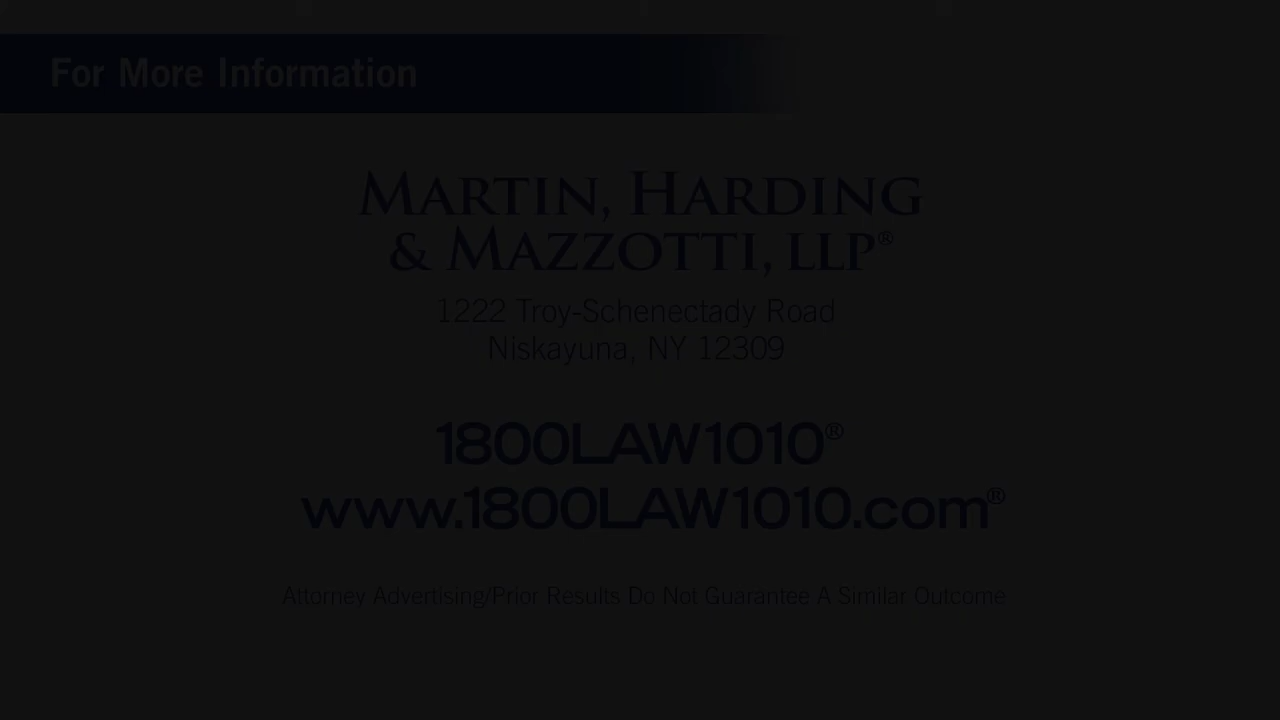 For More Information
Martin, Harding
& Mazzotti, LLP®
1222 Troy-Schenectady Road
Niskayuna, NY 12309
1800LAW1010®
www.1800LAW1010.com®
Attorney Advertising/Prior Results Do Not Guarantee A Similar Outcome